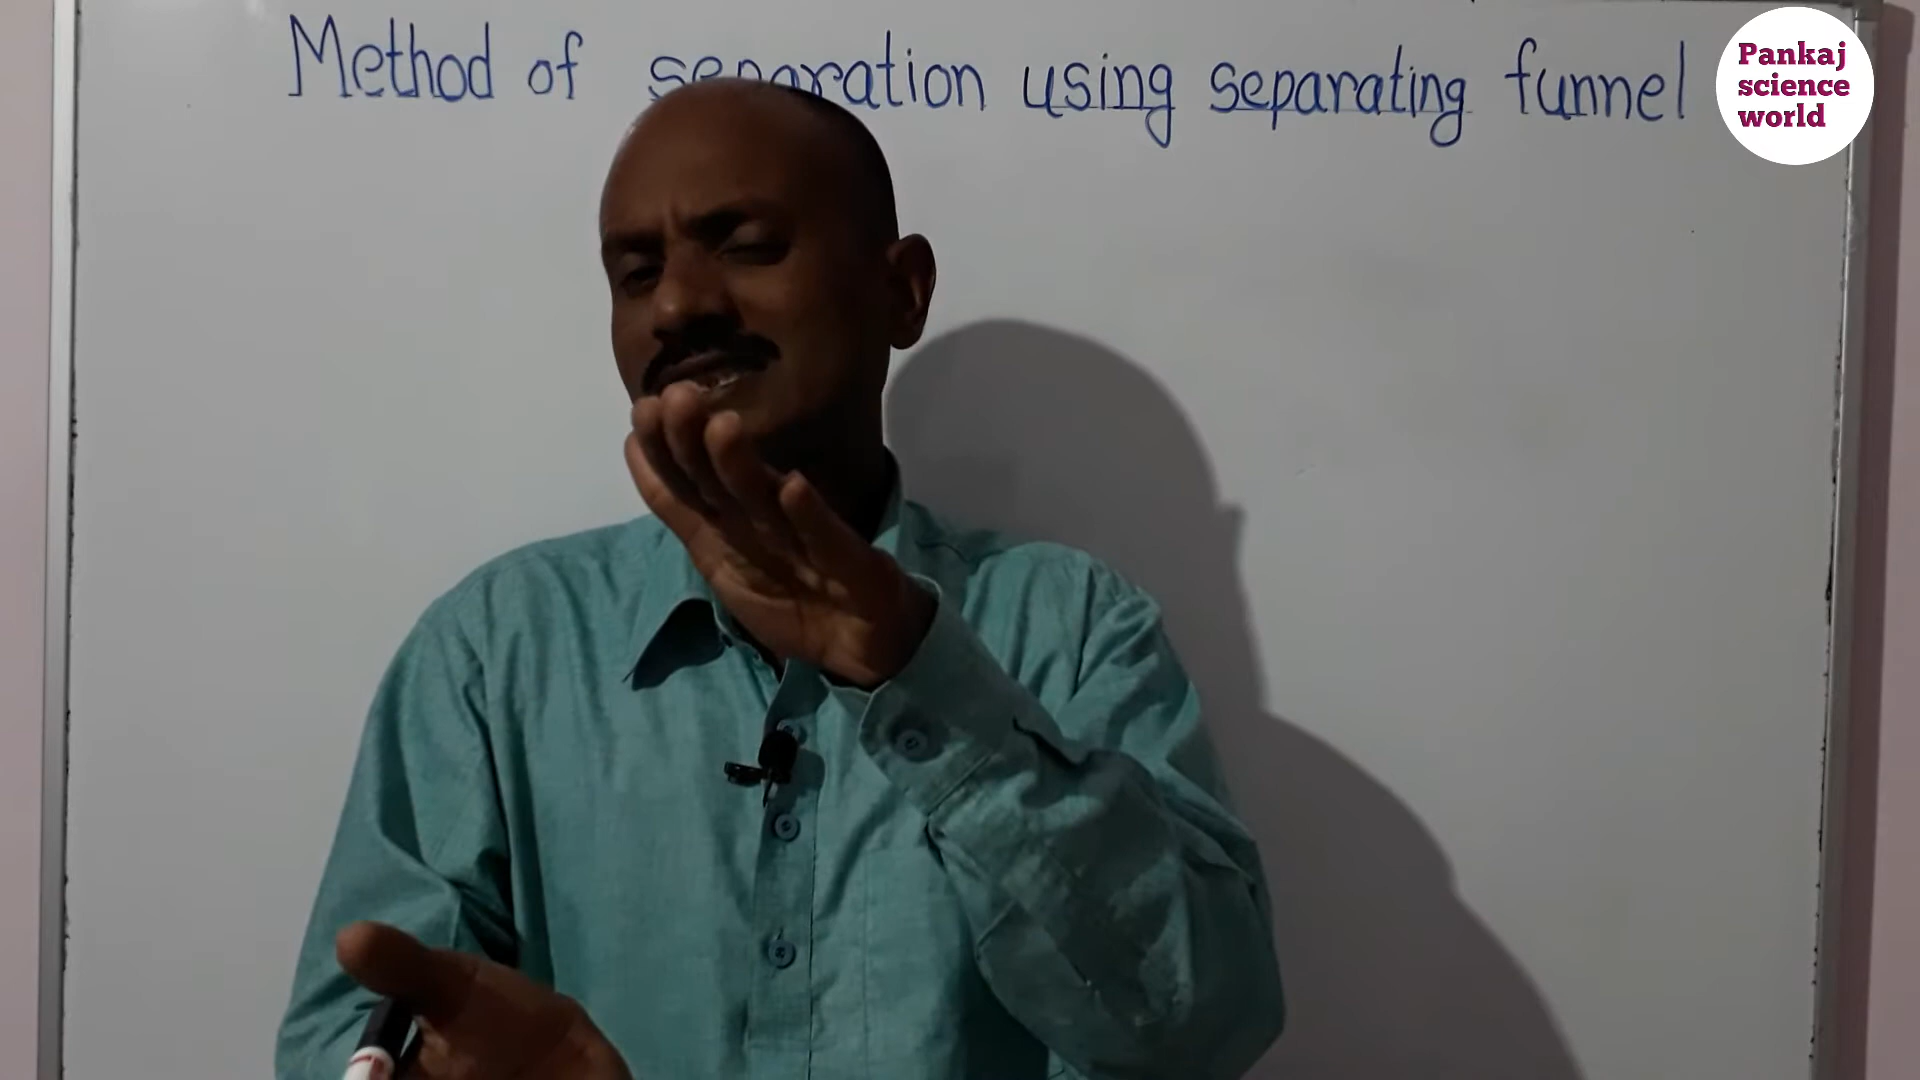 Method of separation using separating funnel
Pankaj
science
world